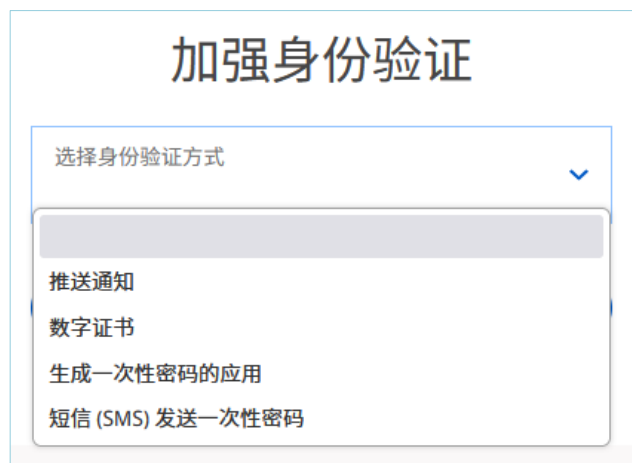 加强身份验证
选择身份验证方式
推送通知
数字证书
生成一次性密码的应用
短信 (SMS) 发送一次性密码